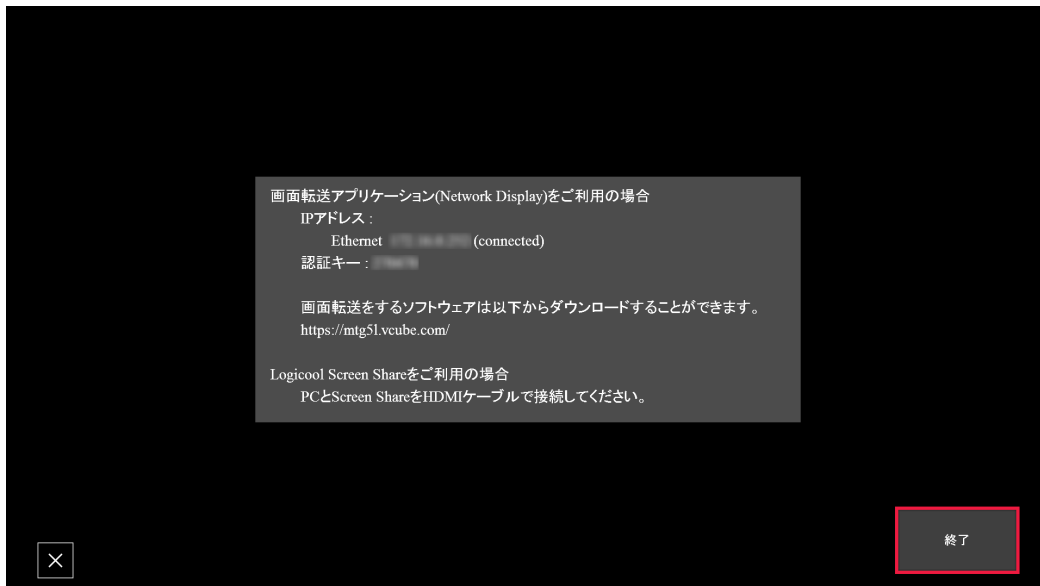 画面転送アプリケーション(Network Display)をご利用の場合
IPアドレス :
Ethernet (connected)
認証キー :
画面転送をするソフトウェアは以下からダウンロードすることができます。
https://mtg5l.vcube.com/
Logicool Screen Shareをご利用の場合
PCとScreen ShareをHDMIケーブルで接続してください。
終了